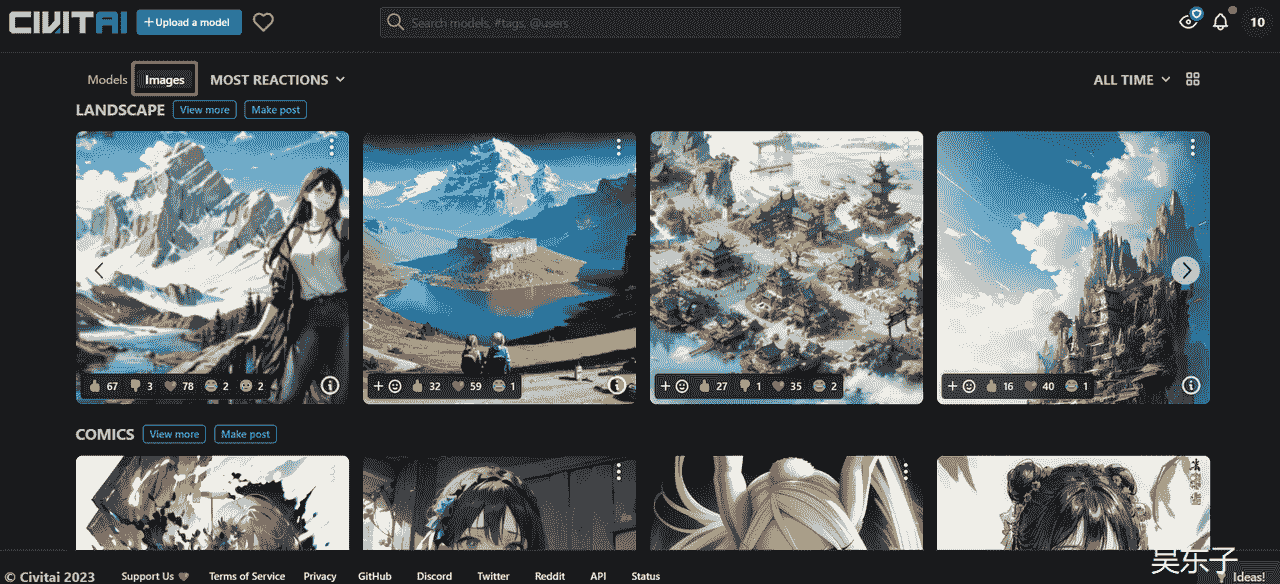 CIVITAI
+Upload a model
Search models, #tags, @users
10
Models
Images
MOST REACTIONS
ALL TIME
LANDSCAPE
View more
Make post
67 3 78 2 2
32 59 1
27 1 35 2
16 40 1
COMICS
View more
Make post
© Civitai 2023
Support Us
Terms of Service
Privacy
GitHub
Discord
Twitter
Reddit
API
Status
吴东子
Ideas!